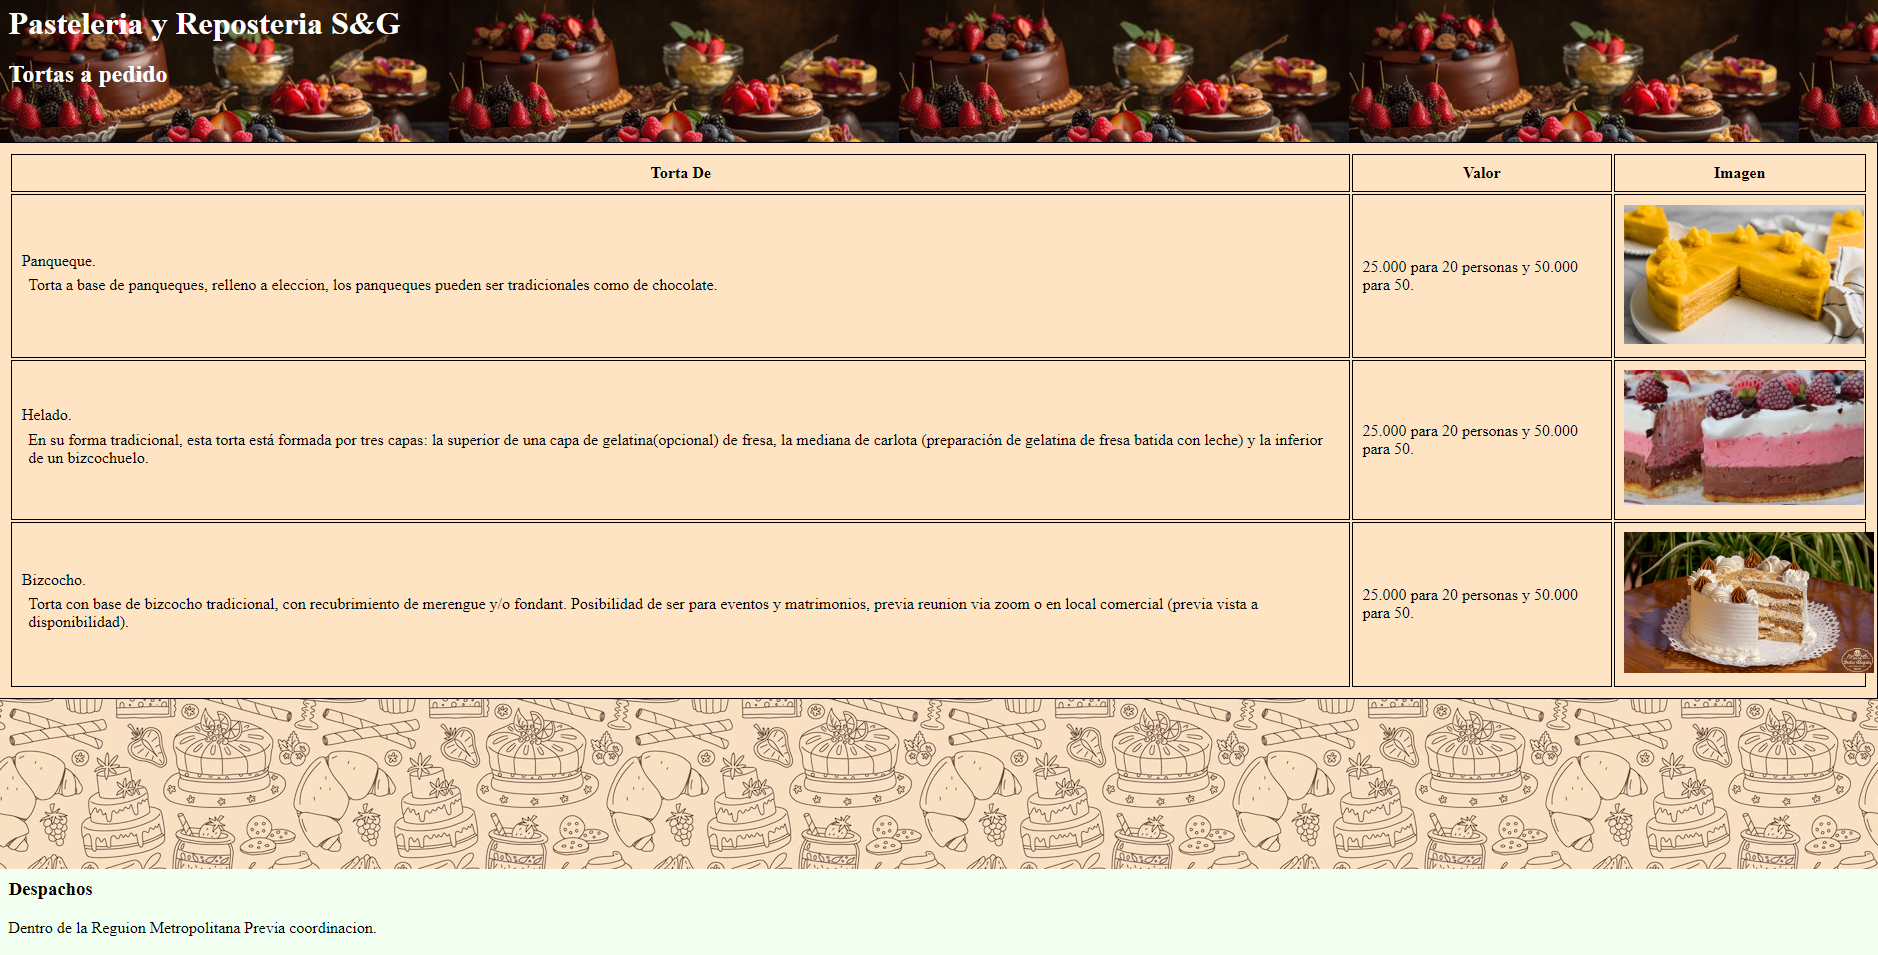 Pasteleria y Reposteria S&G
Tortas a pedido
Torta De
Valor
Imagen
Panqueque.
Torta a base de panqueques, relleno a eleccion, los panqueques pueden ser tradicionales como de chocolate.
25.000 para 20 personas y 50.000
para 50.
Helado.
En su forma tradicional, esta torta está formada por tres capas: la superior de una capa de gelatina(opcional) de fresa, la mediana de carlota (preparación de gelatina de fresa batida con leche) y la inferior
de un bizcochuelo.
25.000 para 20 personas y 50.000
para 50.
Bizcocho.
Torta con base de bizcocho tradicional, con recubrimiento de merengue y/o fondant. Posibilidad de ser para eventos y matrimonios, previa reunion via zoom o en local comercial (previa vista a
disponibilidad).
25.000 para 20 personas y 50.000
para 50.
Despachos
Dentro de la Reguion Metropolitana Previa coordinacion.